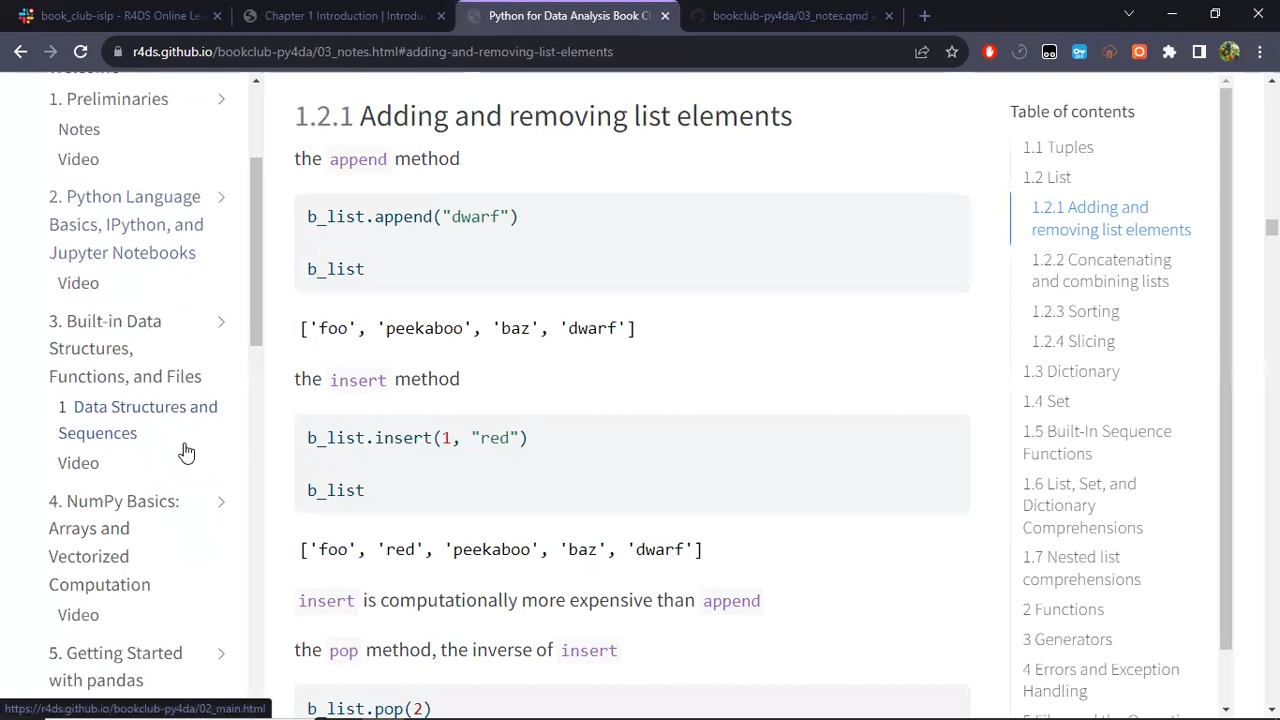 book_club-islp - R4DS Online Le
Chapter 1 Introduction | Introdu
Python for Data Analysis Book Cl
bookclub-py4da/03_notes.qmd a
r4ds.github.io/bookclub-py4da/03_notes.html#adding-and-removing-list-elements
1. Preliminaries
Notes
Video
2. Python Language
Basics, IPython, and
Jupyter Notebooks
Video
3. Built-in Data
Structures,
Functions, and Files
1 Data Structures and
Sequences
Video
4. NumPy Basics:
Arrays and
Vectorized
Computation
Video
5. Getting Started
with pandas
https://r4ds.github.io/bookclub-py4da/02_main.html
1.2.1 Adding and removing list elements
the append method
b_list.append("dwarf")
b_list
['foo', 'peekaboo', 'baz', 'dwarf']
the insert method
b_list.insert(1, "red")
b_list
['foo', 'red', 'peekaboo', 'baz', 'dwarf']
insert is computationally more expensive than append
the pop method, the inverse of insert
b_list.pop(2)
Table of contents
1.1 Tuples
1.2 List
1.2.1 Adding and
removing list elements
1.2.2 Concatenating
and combining lists
1.2.3 Sorting
1.2.4 Slicing
1.3 Dictionary
1.4 Set
1.5 Built-In Sequence
Functions
1.6 List, Set, and
Dictionary
Comprehensions
1.7 Nested list
comprehensions
2 Functions
3 Generators
4 Errors and Exception
Handling